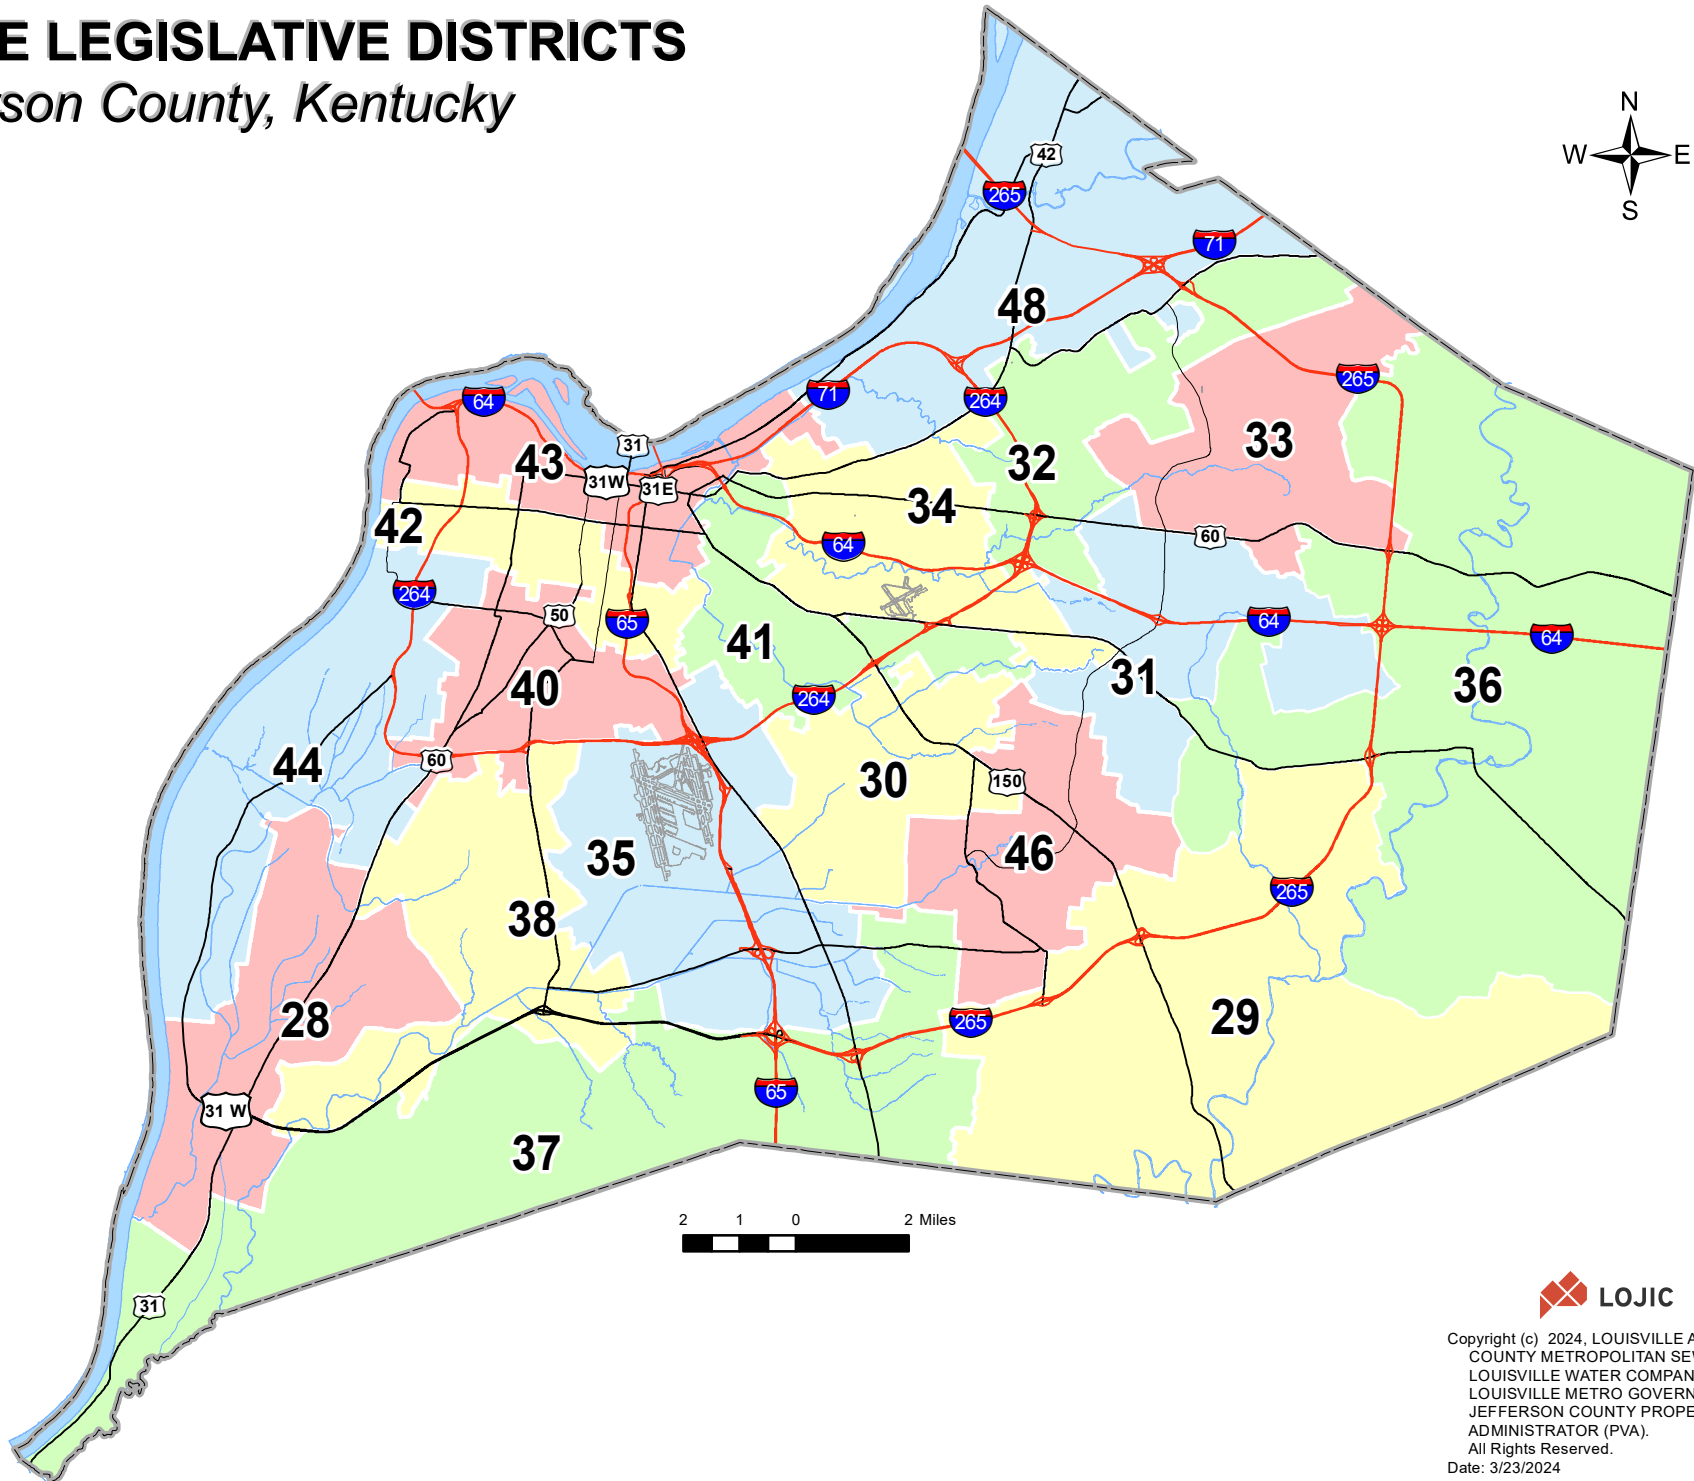 E LEGISLATIVE DISTRICTS
rson County, Kentucky
N
W E
S
42
265
71
48
265
71
264
64
31
43
31W
31E
33
32
34
42
60
64
264
50
65
64
64
41
31
36
40
264
44
60
30
150
35
46
38
265
28
265
29
65
31 W
37
2 1 0 2 Miles
31
LOJIC
Copyright (c) 2024, LOUISVILLE A
COUNTY METROPOLITAN SE
LOUISVILLE WATER COMPAN
LOUISVILLE METRO GOVERN
JEFFERSON COUNTY PROPE
ADMINISTRATOR (PVA).
All Rights Reserved.
Date: 3/23/2024